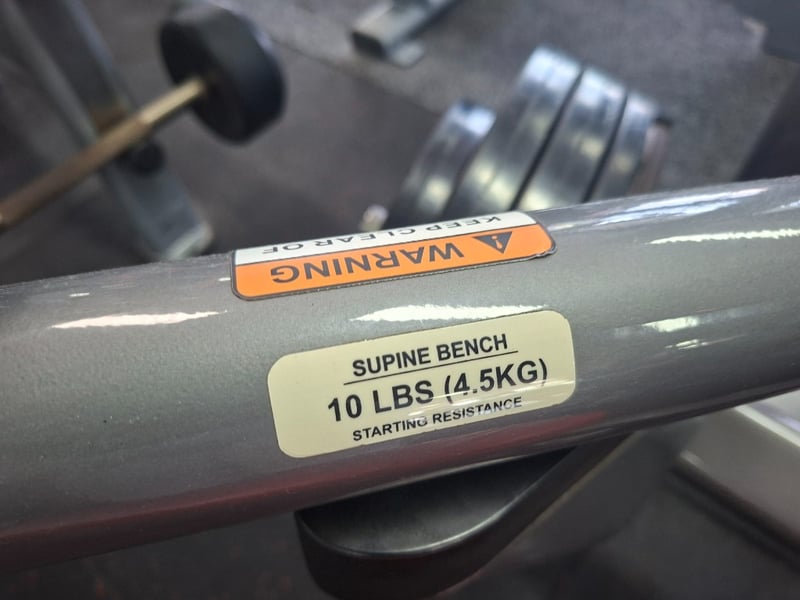 KEEP CLEAR OF
WARNING
SUPINE BENCH
10 LBS (4.5KG)
STARTING RESISTANCE